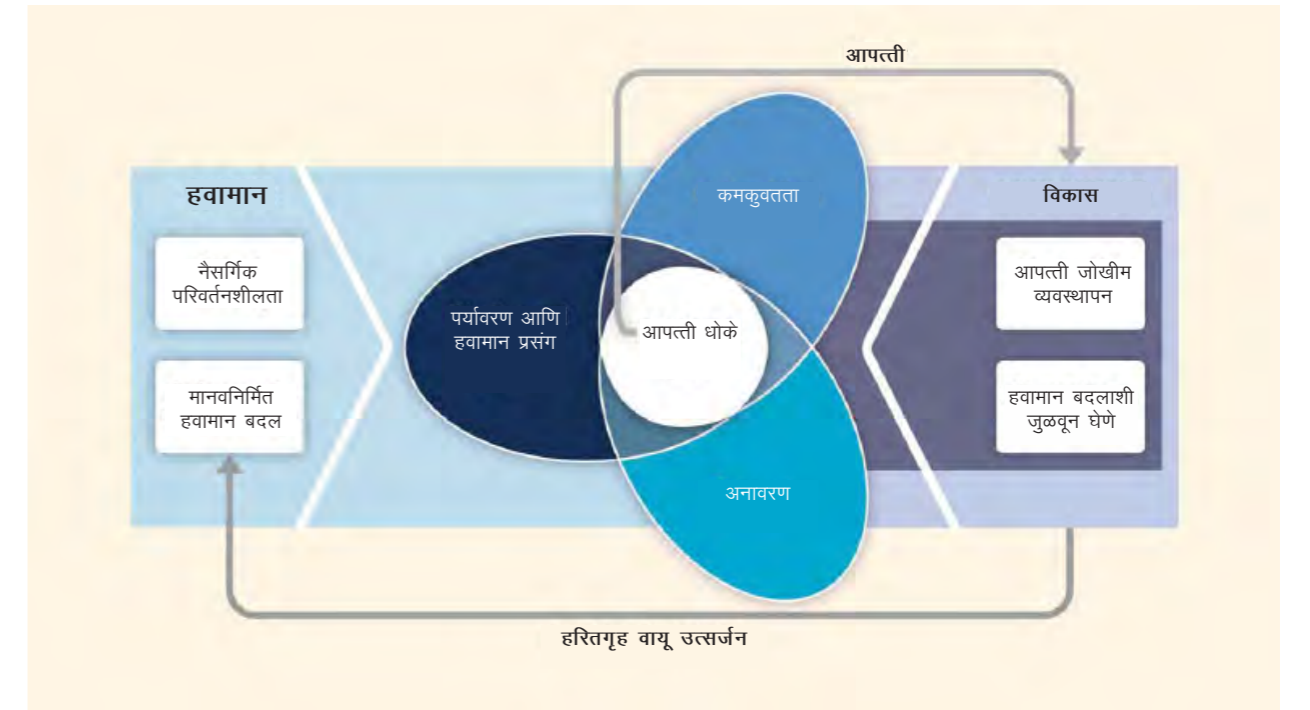 आपत्ती
हवामान
नैसर्गिक
परिवर्तनशीलता
मानवनिर्मित
हवामान बदल
पर्यावरण आणि
हवामान प्रसंग
कमकुवतता
आपत्ती धोके
अनावरण
विकास
आपत्ती जोखीम
व्यवस्थापन
हवामान बदलाशी
जुळवून घेणे
हरितगृह वायू उत्सर्जन